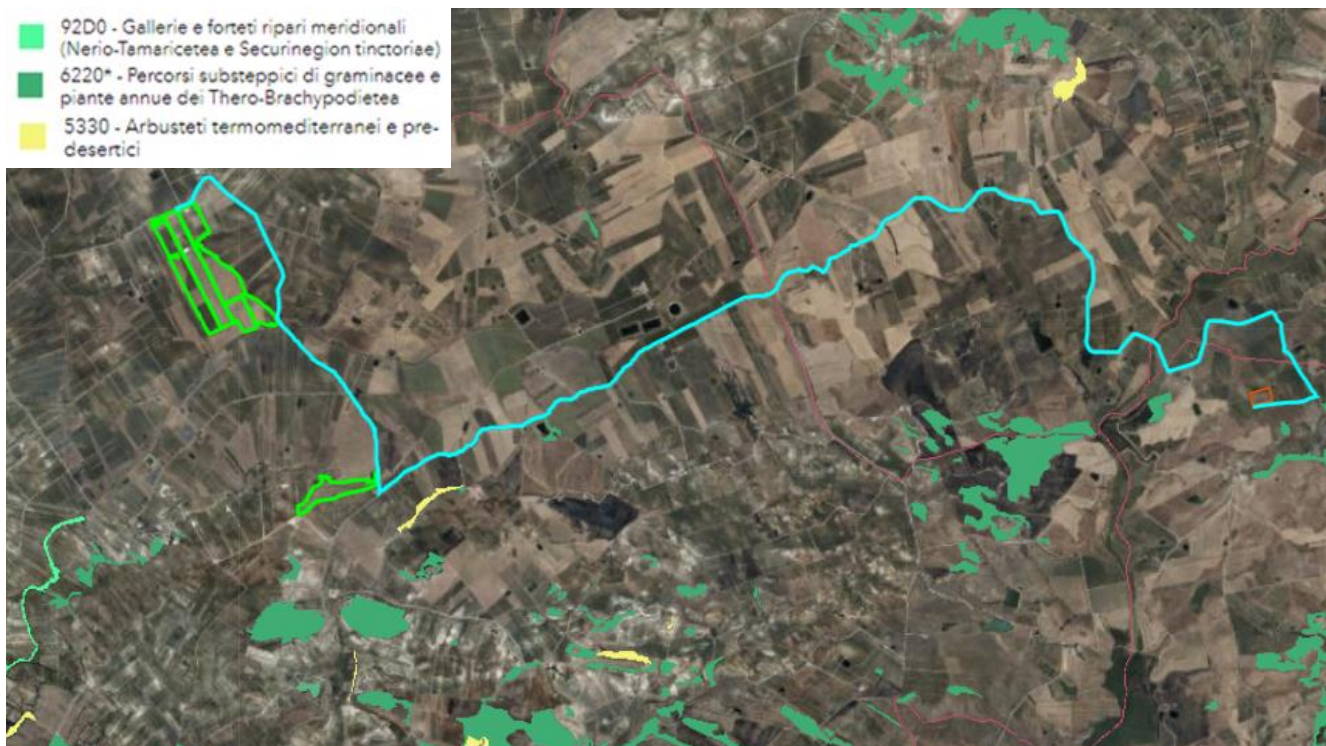 92D0 - Gallerie e forteti ripari meridionali
(Nerio-Tamaricetea e Securinegion tinctoriae)
6220* - Percorsi substeppici di graminacee e
piante annue dei Thero-Brachypodietea
5330 - Arbusteti termomediterranei e pre-
desertici